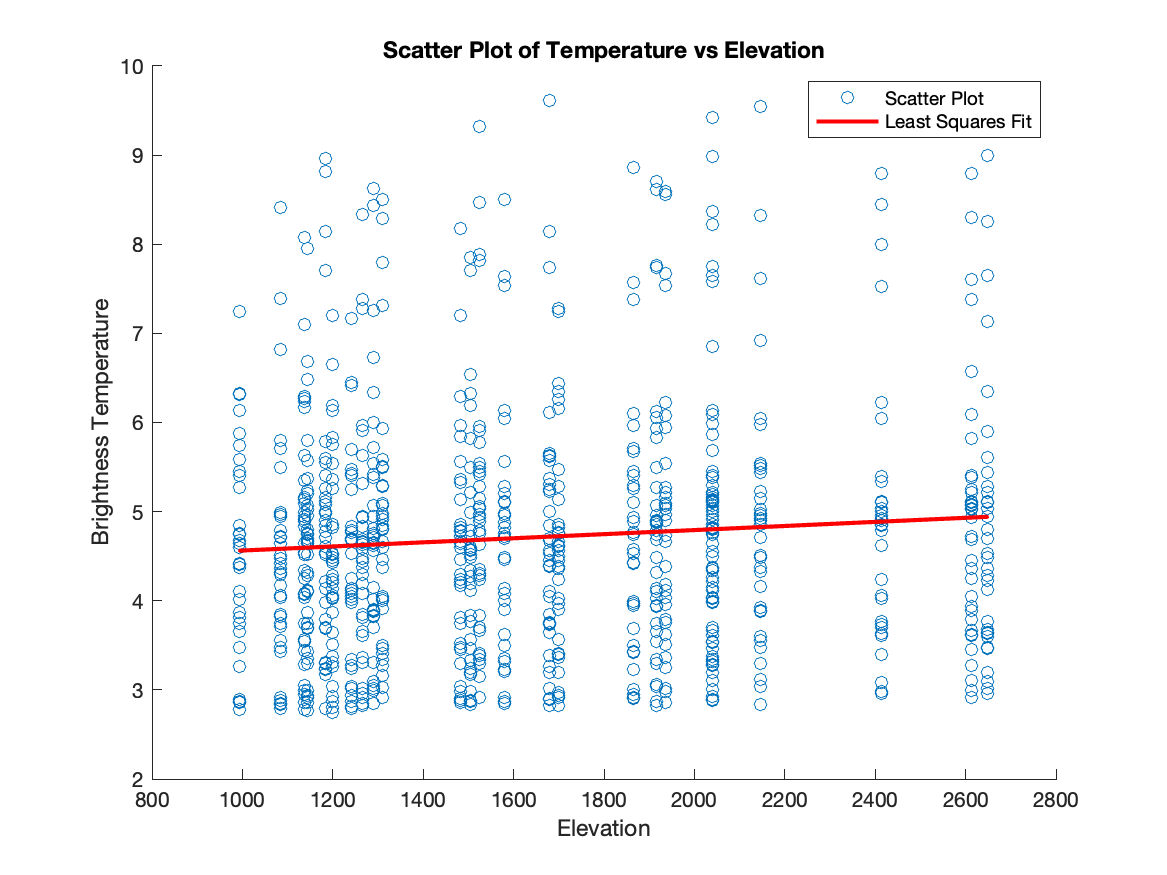 Scatter Plot of Temperature vs Elevation
Scatter Plot
Least Squares Fit
Brightness Temperature
10
9
8
7
6
5
4
3
2
800 1000 1200 1400 1600 1800 2000 2200 2400 2600 2800
Elevation